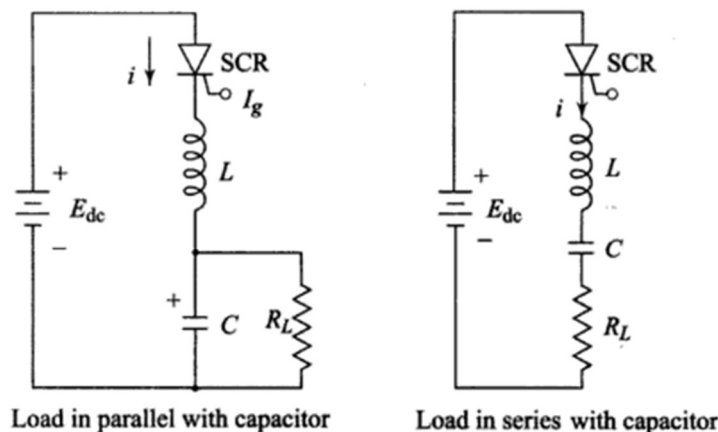 SCR
i
I_g
L
+
E_dc
−
+
C
R_L
Load in parallel with capacitor
SCR
i
L
+
E_dc
−
C
R_L
Load in series with capacitor